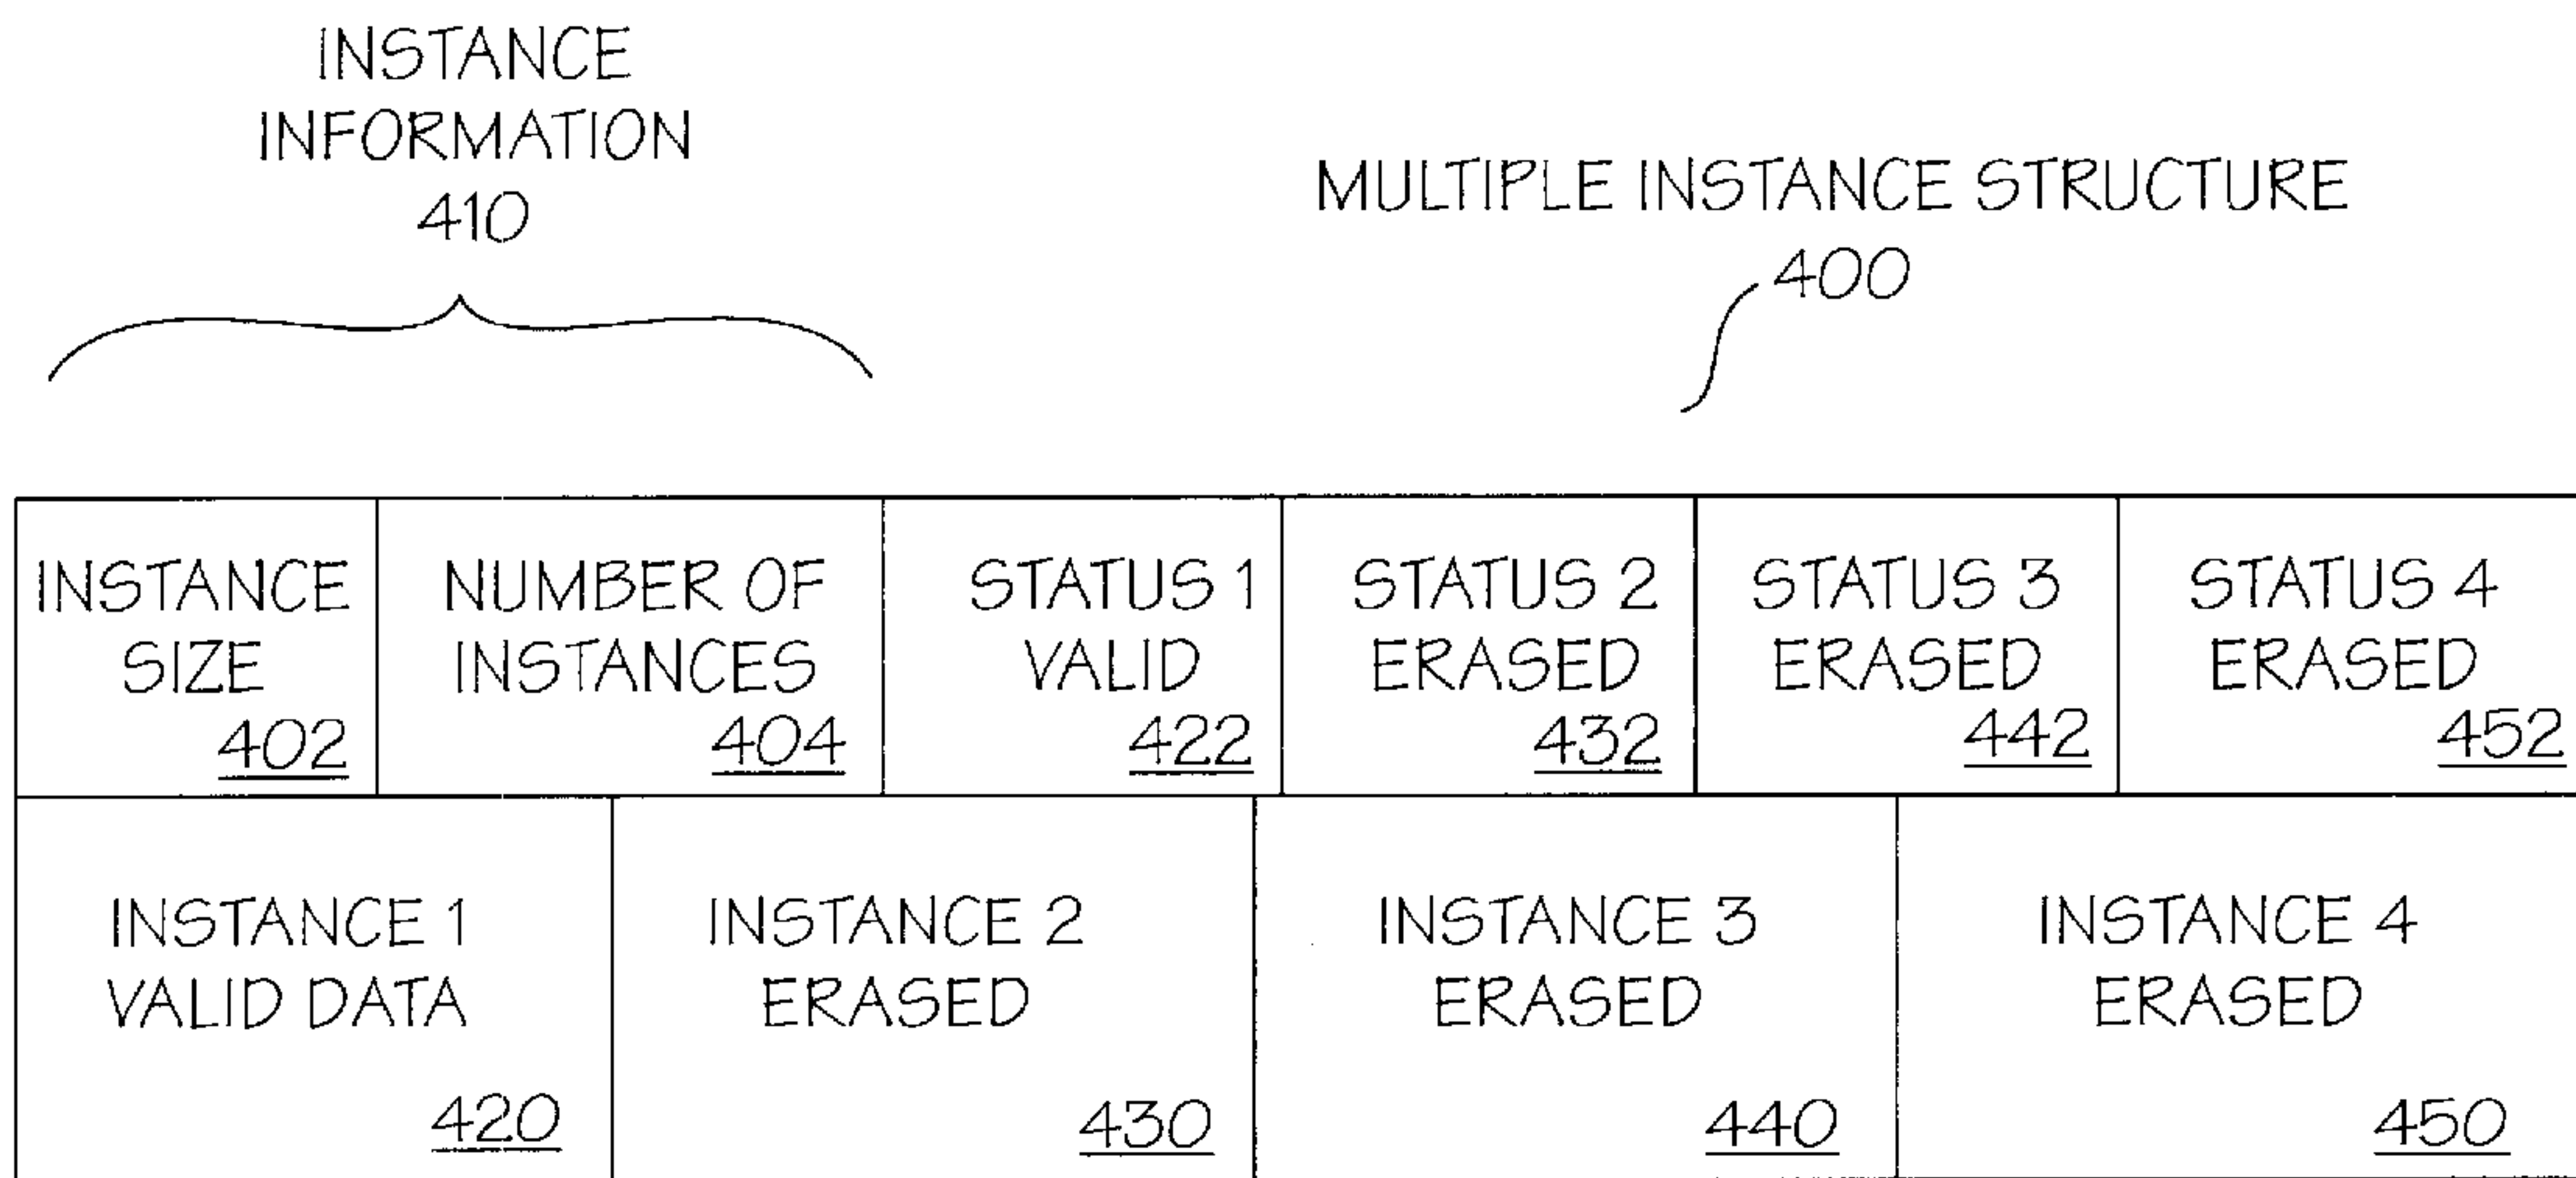 INSTANCE
INFORMATION
410
MULTIPLE INSTANCE STRUCTURE
400
INSTANCE
SIZE
402
NUMBER OF
INSTANCES
404
STATUS 1
VALID
422
STATUS 2
ERASED
432
STATUS 3
ERASED
442
STATUS 4
ERASED
452
INSTANCE 1
VALID DATA
420
INSTANCE 2
ERASED
430
INSTANCE 3
ERASED
440
INSTANCE 4
ERASED
450